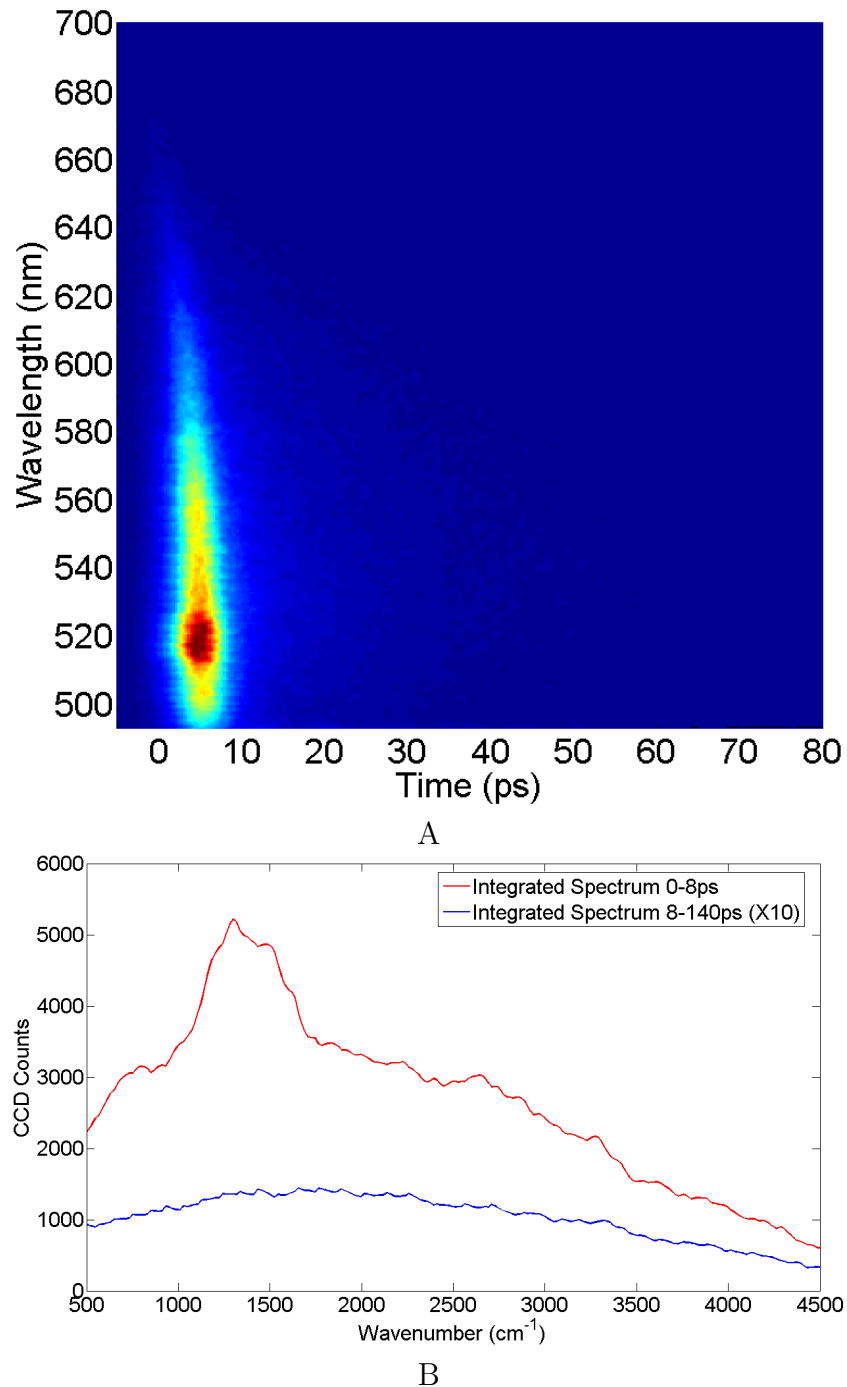 700
680
660
640
620
600
580
560
540
520
500
Wavelength (nm)
0 10 20 30 40 50 60 70 80
Time (ps)
A
6000
5000
4000
3000
2000
1000
0
CCD Counts
Integrated Spectrum 0-8ps
Integrated Spectrum 8-140ps (X10)
500 1000 1500 2000 2500 3000 3500 4000 4500
Wavenumber (cm⁻¹)
B